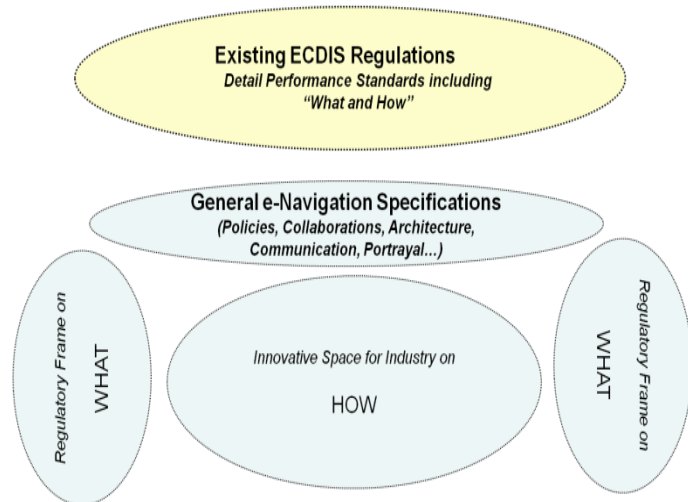 Existing ECDIS Regulations
Detail Performance Standards including
“What and How”
General e-Navigation Specifications
(Policies, Collaborations, Architecture,
Communication, Portrayal…)
Regulatory Frame on
WHAT
Innovative Space for Industry on
HOW
Regulatory Frame on
WHAT